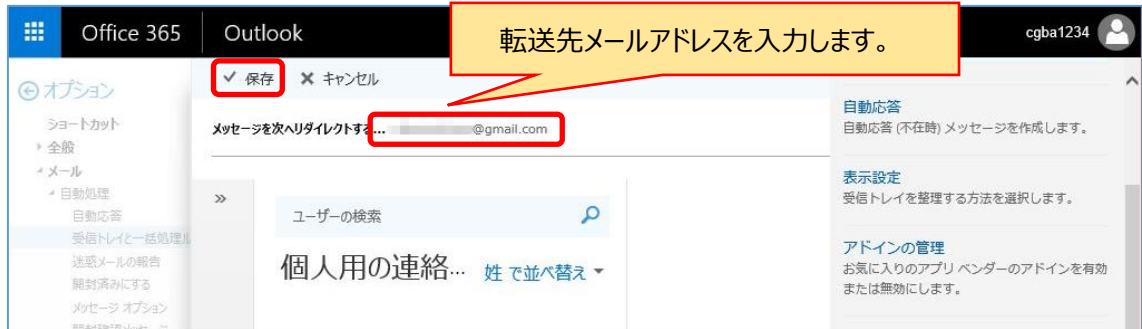 Office 365
Outlook
転送先メールアドレスを入力します。
cgba1234
オプション
ショートカット
全般
メール
自動処理
自動応答
受信トレイと一括処理ル
迷惑メールの報告
開封済みにする
メッセージ オプション
保存
キャンセル
メッセージを次へリダイレクトする...
@gmail.com
ユーザーの検索
個人用の連絡...
姓 で並べ替え
自動応答
自動応答 (不在時) メッセージを作成します。
表示設定
受信トレイを整理する方法を選択します。
アドインの管理
お気に入りのアプリ ベンダーのアドインを有効
または無効にします。